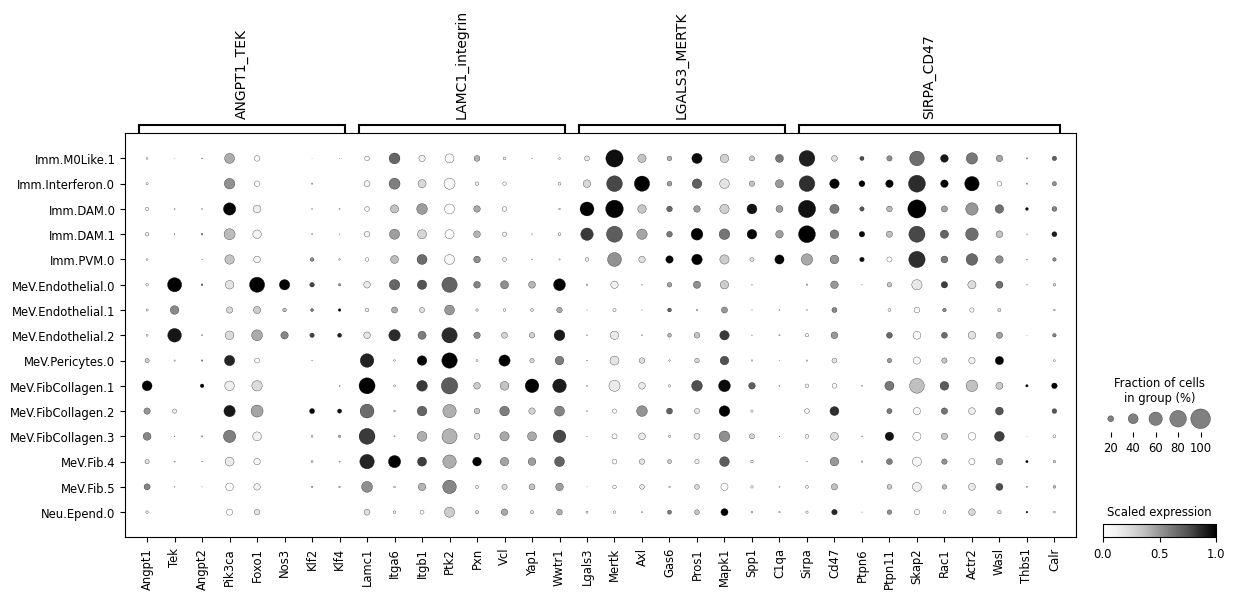 ANGPT1_TEK
LAMC1_integrin
LGALS3_MERTK
SIRPA_CD47
Imm.M0Like.1
Imm.Interferon.0
Imm.DAM.0
Imm.DAM.1
Imm.PVM.0
MeV.Endothelial.0
MeV.Endothelial.1
MeV.Endothelial.2
MeV.Pericytes.0
MeV.FibCollagen.1
MeV.FibCollagen.2
MeV.FibCollagen.3
MeV.Fib.4
MeV.Fib.5
Neu.Epend.0
Angpt1
Tek
Angpt2
Pik3ca
Foxo1
Nos3
Klf2
Klf4
Lamc1
Itga6
Itgb1
Ptk2
Pxn
Vcl
Yap1
Wwtr1
Lgals3
Mertk
Axl
Gas6
Pros1
Mapk1
Spp1
C1qa
Sirpa
Cd47
Ptpn6
Ptpn11
Skap2
Rac1
Actr2
Wasl
Thbs1
Calr
Fraction of cells
in group (%)
20 40 60 80 100
Scaled expression
0.0 0.5 1.0